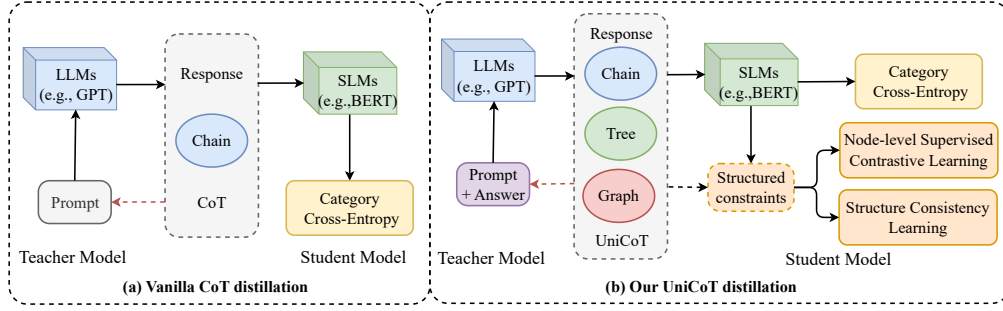 LLMs
(e.g., GPT)
Response
Chain
CoT
Prompt
SLMs
(e.g.,BERT)
Category
Cross-Entropy
Teacher Model
Student Model
(a) Vanilla CoT distillation
LLMs
(e.g., GPT)
Response
Chain
Tree
Graph
UniCoT
Prompt
+ Answer
SLMs
(e.g.,BERT)
Category
Cross-Entropy
Structured
constraints
Node-level Supervised
Contrastive Learning
Structure Consistency
Learning
Teacher Model
Student Model
(b) Our UniCoT distillation